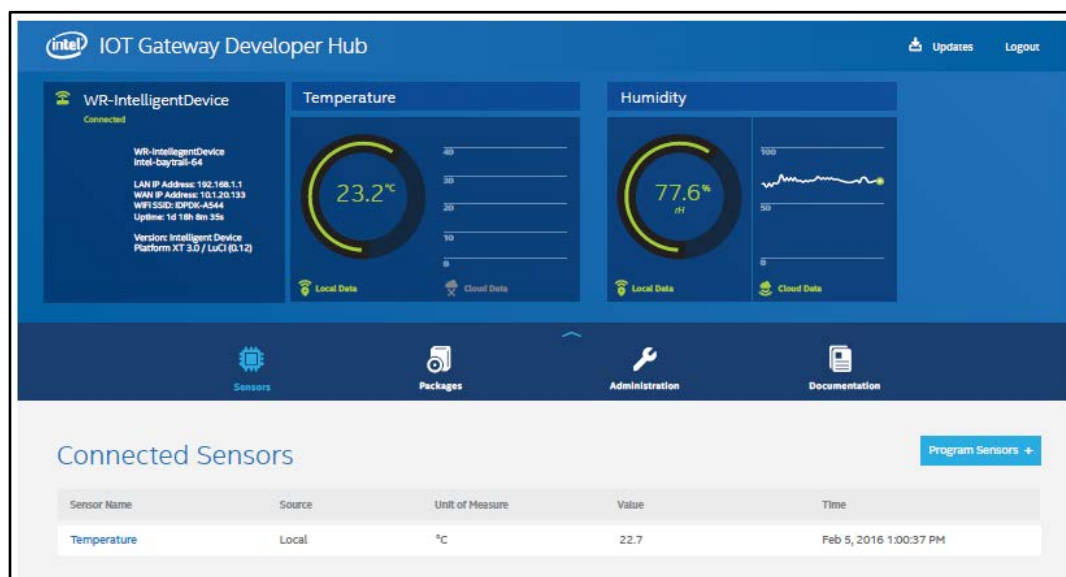 intel IOT Gateway Developer Hub
Updates Logout
WR-IntelligentDevice
Connected
WR-IntellegentDevice
Intel-baytrail-64
LAN IP Address: 192.168.1.1
WAN IP Address: 10.1.20.133
WIFI SSID: IDPDK-A544
Uptime: 1d 18h 8m 35s
Version: Intelligent Device
Platform XT 3.0 / LuCI (0.12)
Temperature
23.2°C
40
30
20
10
0
Local Data
Cloud Data
Humidity
77.6%
rH
100
50
0
Local Data
Cloud Data
Sensors Packages Administration Documentation
Connected Sensors
Program Sensors +
Sensor Name Source Unit of Measure Value Time
Temperature Local °C 22.7 Feb 5, 2016 1:00:37 PM